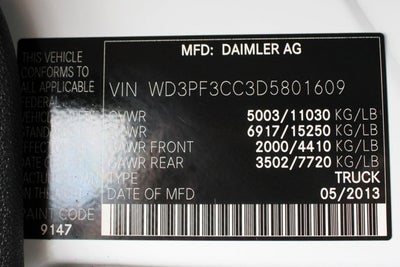 MFD: DAIMLER AG
THIS VEHICLE
CONFORMS TO
ALL APPLICABLE
VIN WD3PF3CC3D5801609
GVWR 5003/11030 KG/LB
6917/15250 KG/LB
GAWR FRONT 2000/4410 KG/LB
GAWR REAR 3502/7720 KG/LB
TYPE TRUCK
DATE OF MFD 05/2013
PAINT CODE
9147